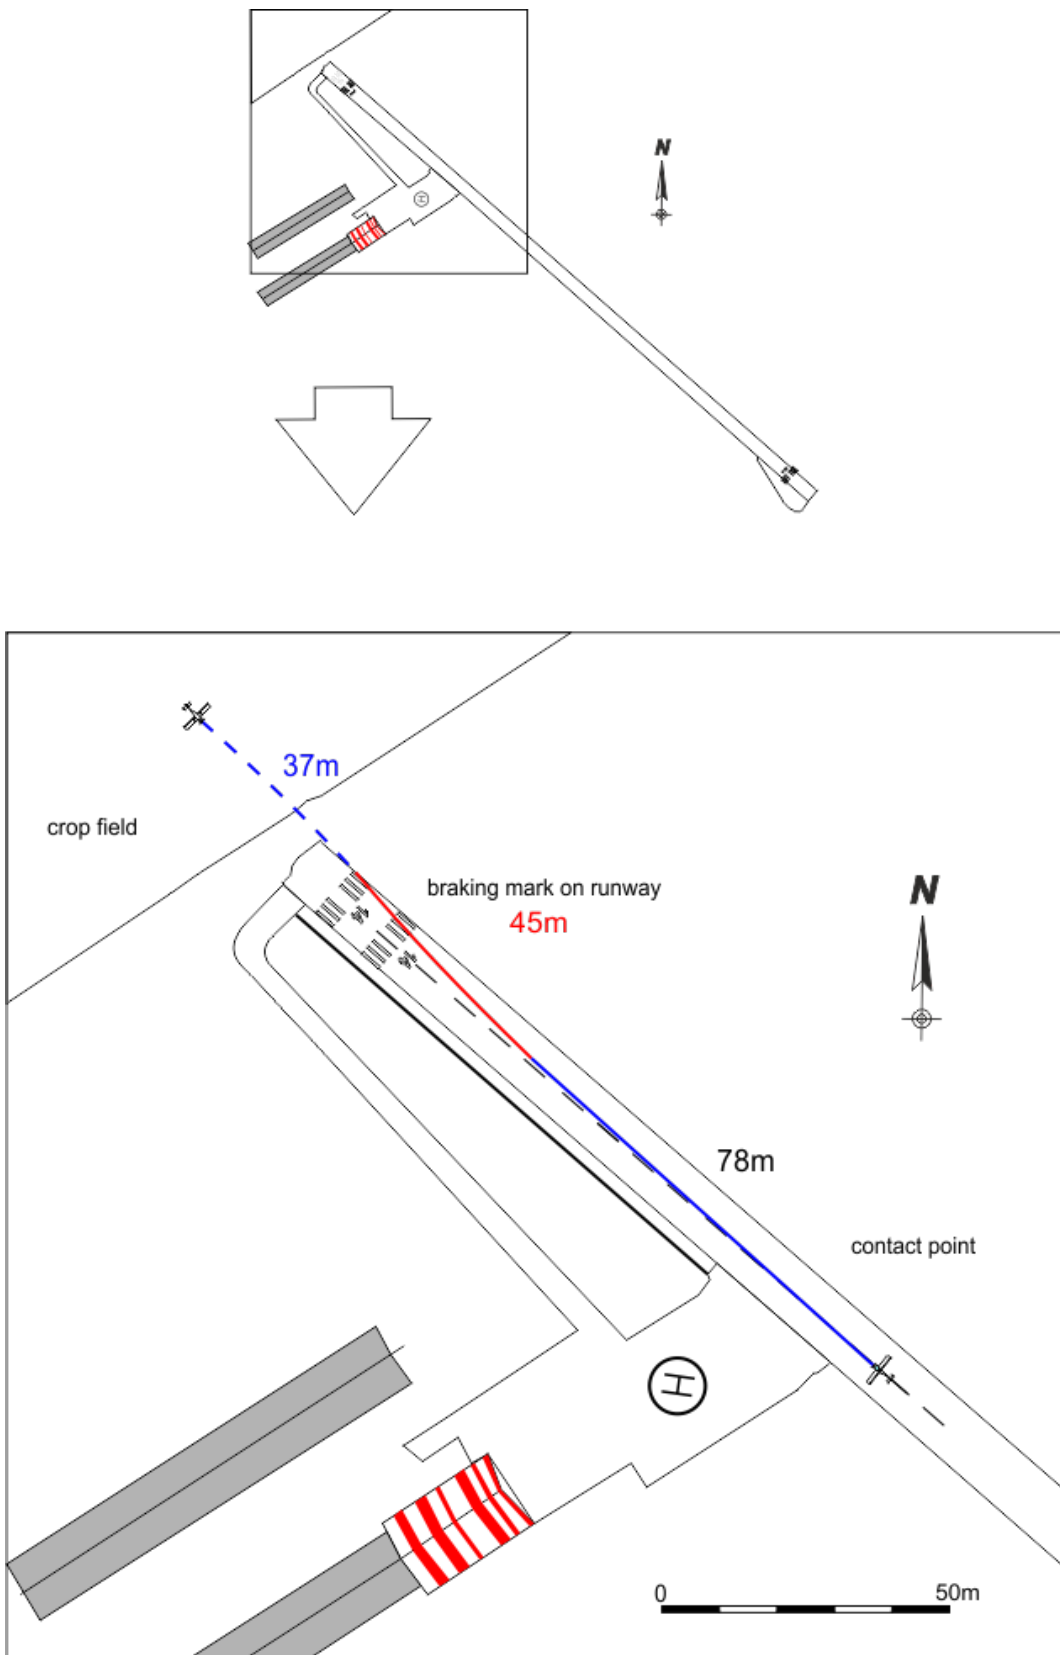 N
H
37m
crop field
braking mark on runway
45m
N
78m
contact point
H
0 50m